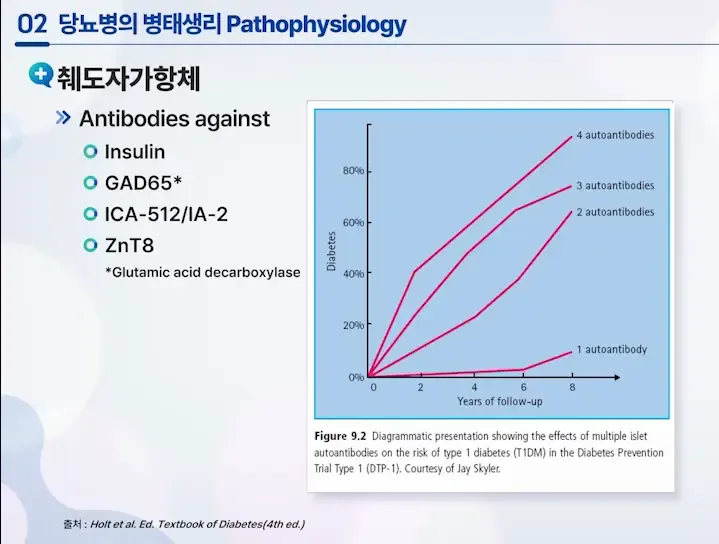 02 당뇨병의 병태생리 Pathophysiology
췌도자가항체
Antibodies against
Insulin
GAD65*
ICA-512/IA-2
ZnT8
*Glutamic acid decarboxylase
Diabetes
80%
60%
40%
20%
0%
0 2 4 6 8
Years of follow-up
4 autoantibodies
3 autoantibodies
2 autoantibodies
1 autoantibody
Figure 9.2 Diagrammatic presentation showing the effects of multiple islet
autoantibodies on the risk of type 1 diabetes (T1DM) in the Diabetes Prevention
Trial Type 1 (DTP-1). Courtesy of Jay Skyler.
출처 : Holt et al. Ed. Textbook of Diabetes(4th ed.)